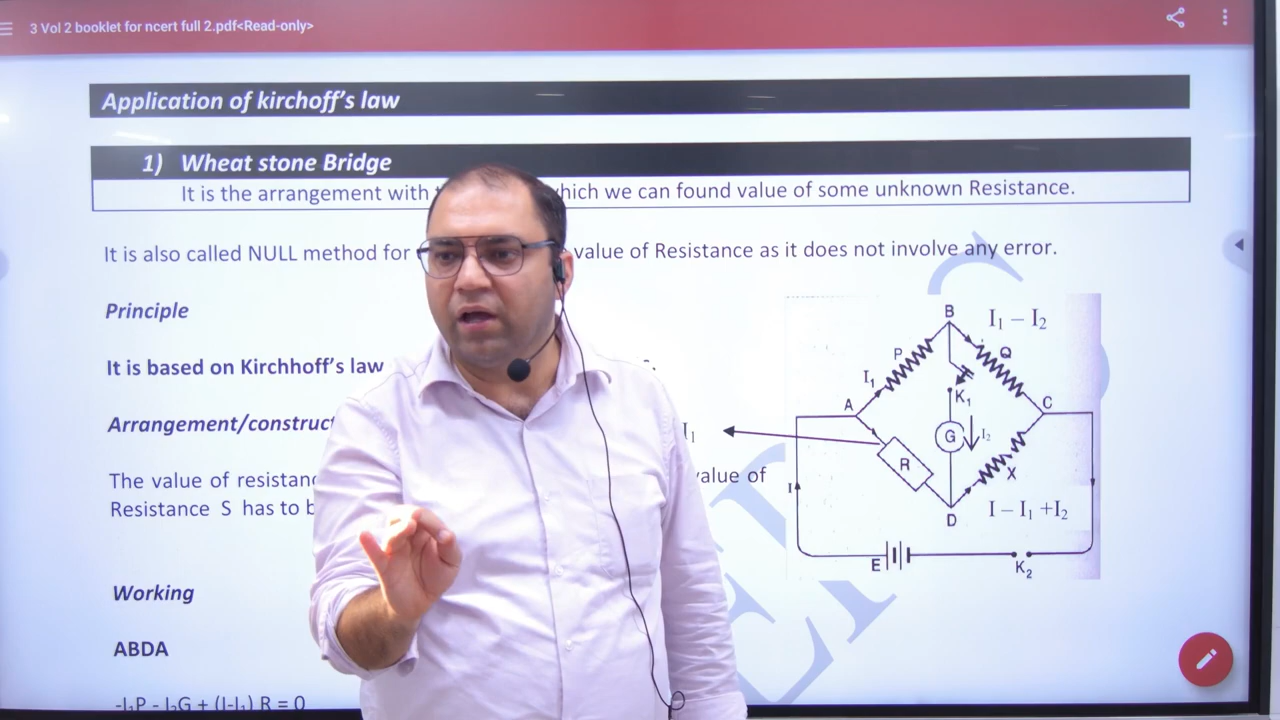 3 Vol 2 booklet for ncert full 2.pdf<Read-only>
Application of kirchoff's law
1) Wheat stone Bridge
It is the arrangement with which we can found value of some unknown Resistance.
It is also called NULL method for value of Resistance as it does not involve any error.
Principle
It is based on Kirchhoff's law
Arrangement/construct
The value of resistanc value of
Resistance S has to b
Working
ABDA
-I₁P - I₂G + (I-I₁) R = 0
B
I₁ – I₂
P
Q
I₁
K₁
A
C
I₁
G
I₂
R
X
I
D
I – I₁ +I₂
E
K₂